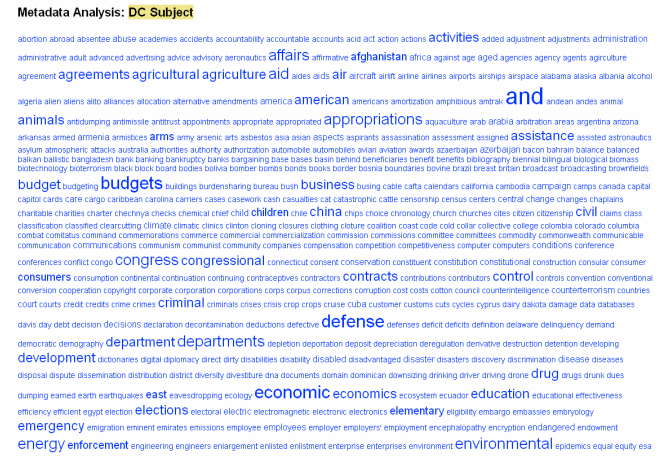 Metadata Analysis: DC Subject
abortion abroad absentee abuse academies accidents accountability accountable accounts acid act action actions activities added adjustment adjustments administration
administrative adult advanced advertising advice advisory aeronautics affairs affirmative afghanistan africa against age aged agencies agency agents agriculture
agreement agreements agricultural agriculture aid aides aids air aircraft airlift airline airlines airports airships airspace alabama alaska albania alcohol
algeria alien aliens alito alliances allocation alternative amendments america american americans amortization amphibious amtrak and andean andes animal
animals antidumping antimissile antitrust appointments appropriate appropriated appropriations aquaculture arab arabia arbitration areas argentina arizona
arkansas armed armenia armistices arms army arsenic arts asbestos asia asian aspects aspirants assassination assessment assigned assistance assisted astronautics
asylum atmospheric attacks australia authorities authority authorization automobile automobiles avian aviation awards azaerbaijan azerbaijan bacon bahrain balance balanced
balkan ballistic bangladesh bank banking bankruptcy banks bargaining base bases basin behind beneficiaries benefit benefits bibliography biennial bilingual biological biomass
biotechnology bioterrorism black block board bodies bolivia bomber bombs bonds books border bosnia boundaries bovine brazil breast britain broadcast broadcasting brownfields
budget budgeting budgets buildings burdensharing bureau bush business busing cable cafta calendars california cambodia campaign camps canada capital
capitol cards care cargo caribbean carolina carriers cases casework cash casualties cat catastrophic cattle censorship census centers central change changes chaplains
charitable charities charter chechnya checks chemical chief child children chile china chips choice chronology church churches cites citizen citizenship civil claims class
classification classified clearcutting climate climatic clinics clinton cloning closures clothing cloture coalition coast code cold collar collective college colombia colorado columbia
combat comitatus command commemorations commerce commercial commercialization commission commissions committee committees commodity commonwealth communicable
communication communications communism communist community companies compensation competition competitiveness computer computers conditions conference
conferences conflict congo congress congressional connecticut consent conservation constituent constitution constitutional construction consular consumer
consumers consumption continental continuation continuing contraceptives contractors contracts contributions contributors control controls convention conventional
conversion cooperation copyright corporate corporation corporations corps corpus corrections corruption cost costs cotton council counterintelligence counterterrorism countries
court courts credit credits crime crimes criminal criminals crises crisis crop crops cruise cuba customer customs cuts cycles cyprus dairy dakota damage data databases
davis day debt decision decisions declaration decontamination deductions defective defense defenses deficit deficits definition delaware delinquency demand
democratic demography department departments depletion deportation deposit depreciation deregulation derivative destruction detention developing
development dictionaries digital diplomacy direct dirty disabilities disability disabled disadvantaged disaster disasters discovery discrimination disease diseases
disposal dispute dissemination distribution district diversity divestiture dna documents domain dominican downsizing drinking driver driving drone drug drugs drunk dues
dumping earned earth earthquakes east eavesdropping ecology economic economics ecosystem ecuador education educational effectiveness
efficiency efficient egypt election elections electoral electric electromagnetic electronic electronics elementary eligibility embargo embassies embryology
emergency emigration eminent emirates emissions employee employees employer employers' employment encephalopathy encryption endangered endowment
energy enforcement engineering engineers enlargement enlisted enlistment enterprise enterprises environment environmental epidemics equal equity esa